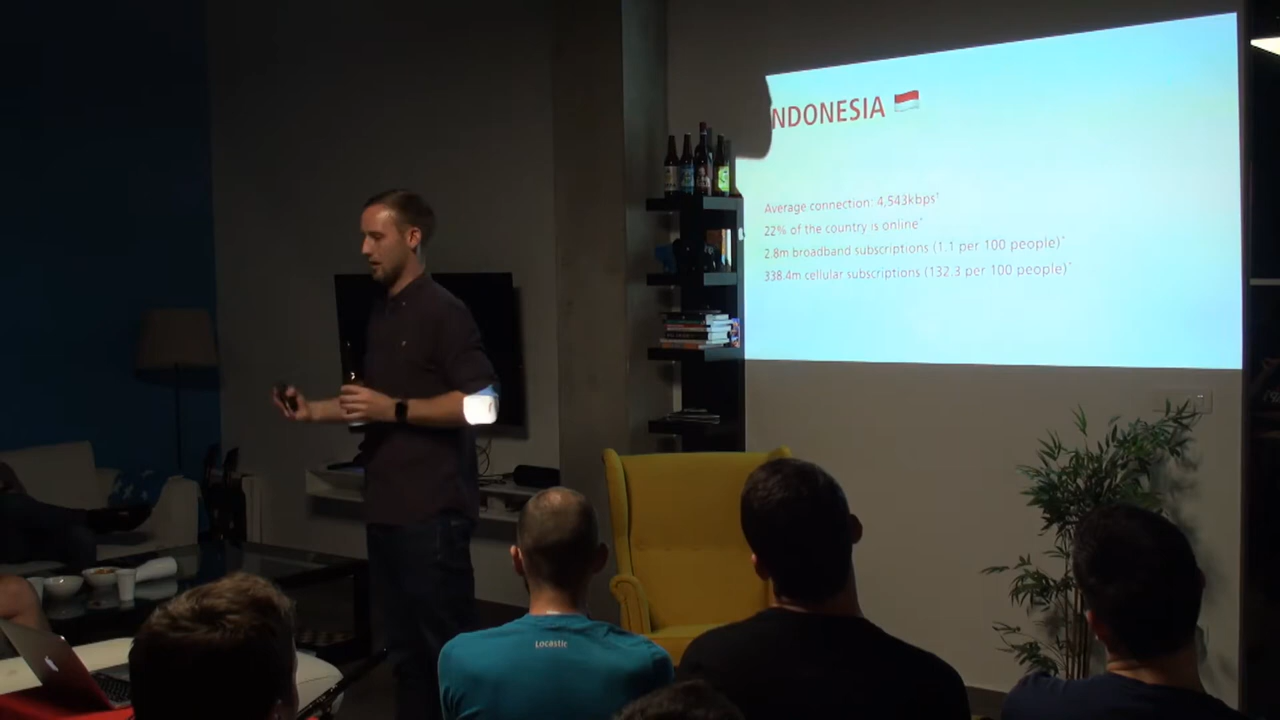 NDONESIA
Average connection: 4,543kbps†
22% of the country is online*
2.8m broadband subscriptions (1.1 per 100 people)*
338.4m cellular subscriptions (132.3 per 100 people)*
Locastic